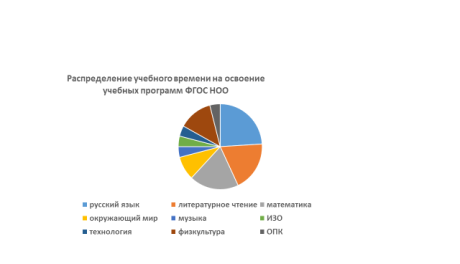 Распределение учебного времени на освоение
учебных программ ФГОС НОО
русский язык
литературное чтение
математика
окружающий мир
музыка
ИЗО
технология
физкультура
ОПК